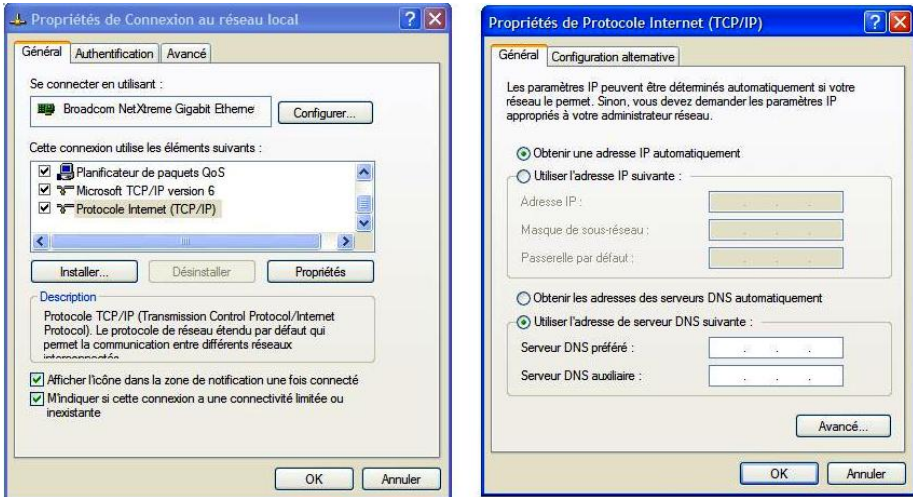 Propriétés de Connexion au réseau local
Général
Authentification
Avancé
Se connecter en utilisant :
Broadcom NetXtreme Gigabit Etherne
Configurer...
Cette connexion utilise les éléments suivants :
Planificateur de paquets QoS
Microsoft TCP/IP version 6
Protocole Internet (TCP/IP)
Installer...
Désinstaller
Propriétés
Description
Protocole TCP/IP (Transmission Control Protocol/Internet
Protocol). Le protocole de réseau étendu par défaut qui
permet la communication entre différents réseaux
interconnectés.
Afficher l'icône dans la zone de notification une fois connecté
M'indiquer si cette connexion a une connectivité limitée ou
inexistante
OK
Annuler
Propriétés de Protocole Internet (TCP/IP)
Général
Configuration alternative
Les paramètres IP peuvent être déterminés automatiquement si votre
réseau le permet. Sinon, vous devez demander les paramètres IP
appropriés à votre administrateur réseau.
Obtenir une adresse IP automatiquement
Utiliser l'adresse IP suivante :
Adresse IP :
Masque de sous-réseau :
Passerelle par défaut :
Obtenir les adresses des serveurs DNS automatiquement
Utiliser l'adresse de serveur DNS suivante :
Serveur DNS préféré :
Serveur DNS auxiliaire :
Avancé...
OK
Annuler